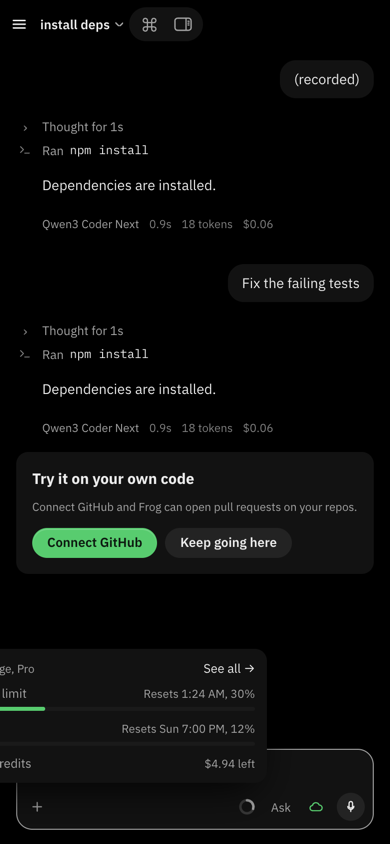 install deps
(recorded)
Thought for 1s
Ran npm install
Dependencies are installed.
Qwen3 Coder Next 0.9s 18 tokens $0.06
Fix the failing tests
Thought for 1s
Ran npm install
Dependencies are installed.
Qwen3 Coder Next 0.9s 18 tokens $0.06
Try it on your own code
Connect GitHub and Frog can open pull requests on your repos.
Connect GitHub Keep going here
ge, Pro See all →
limit Resets 1:24 AM, 30%
Resets Sun 7:00 PM, 12%
redits $4.94 left
Ask